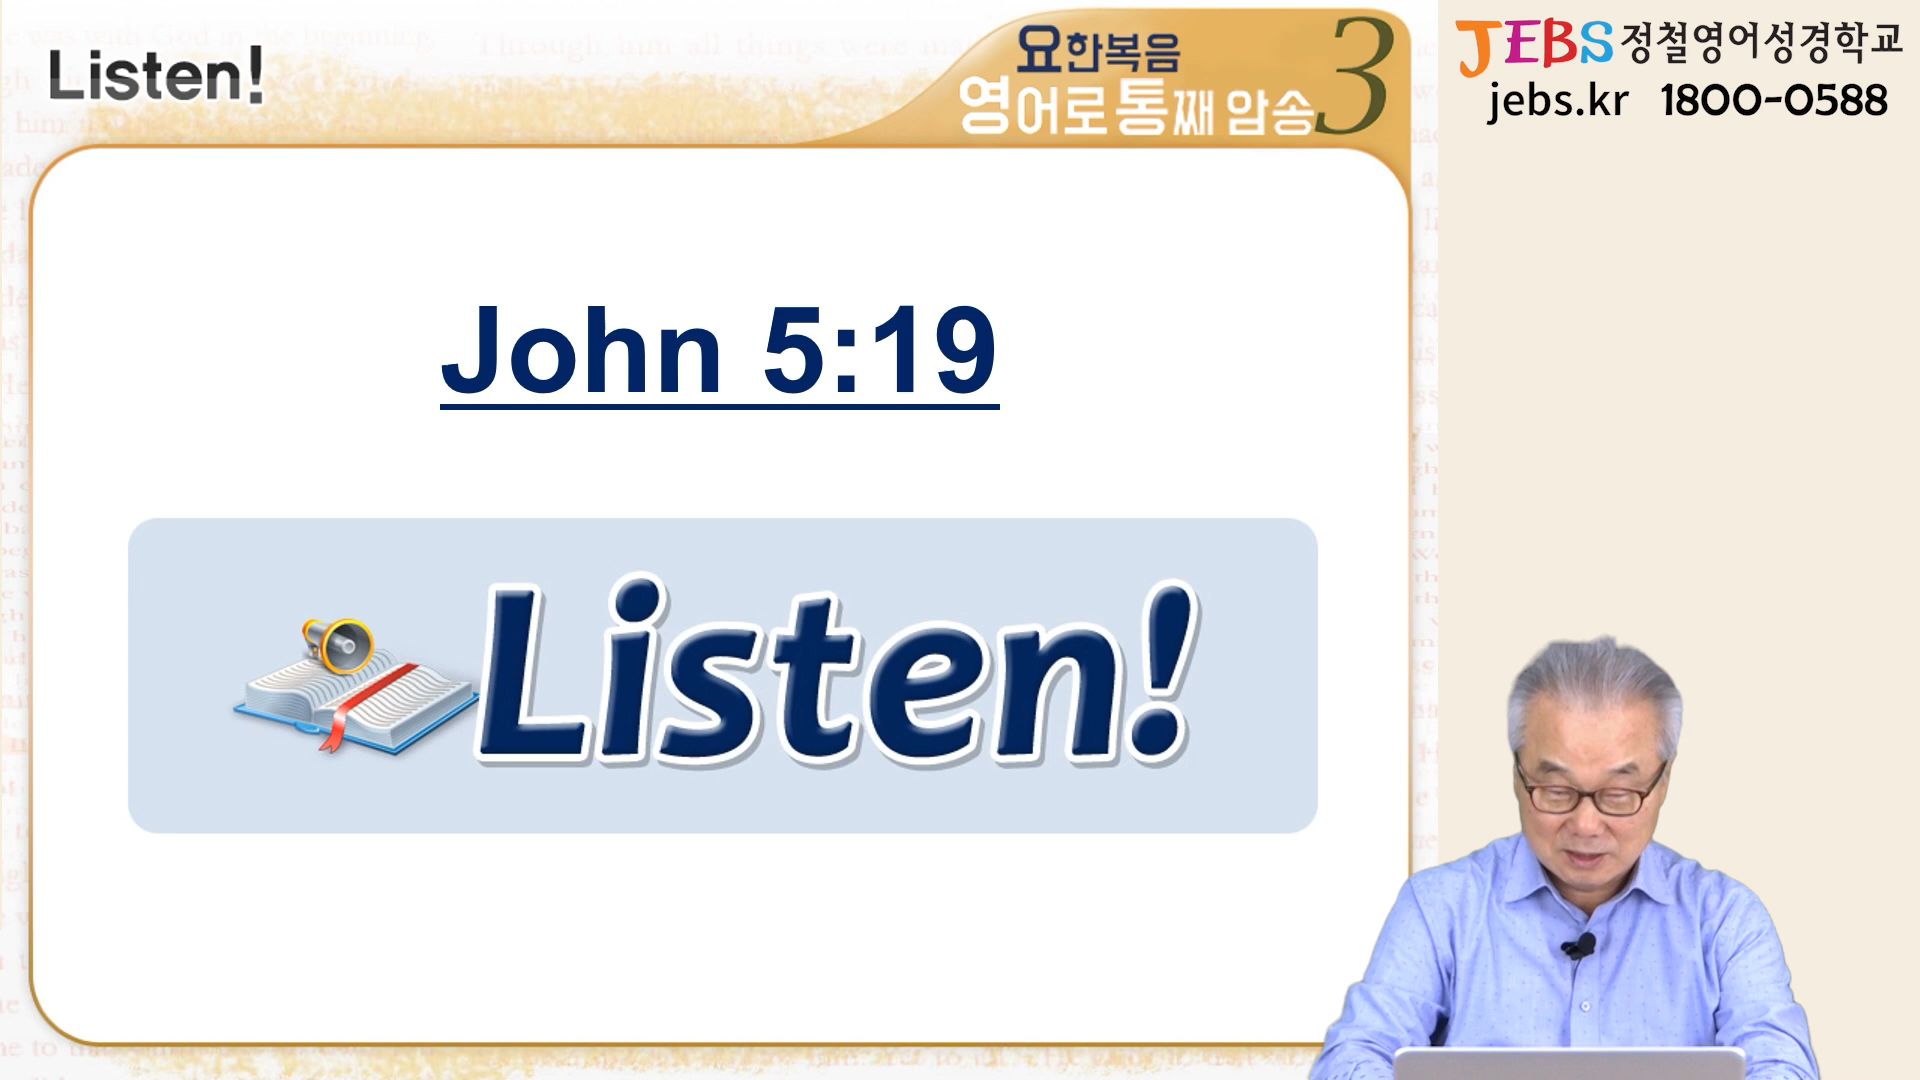 Listen!
요한복음
영어로 통째 암송 3
JEBS 정철영어성경학교
jebs.kr 1800-0588
John 5:19
Listen!